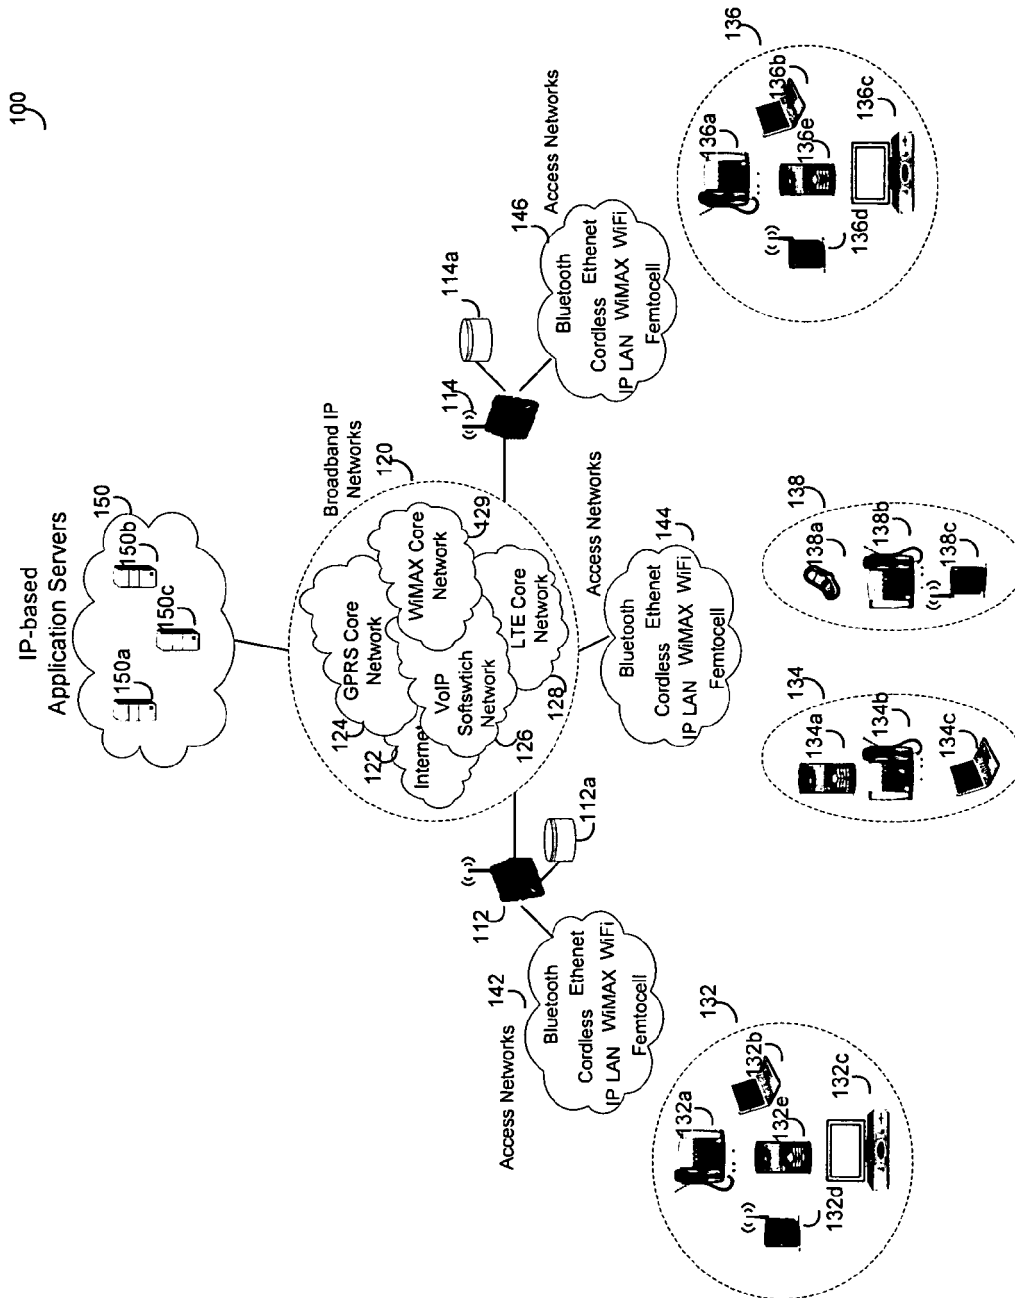 100
IP-based
Application Servers
150
150a
150b
150c
Broadband IP
Networks
120
GPRS Core
Network
124
WiMAX Core
Network
129
Internet
122
VoIP
Softswtich
Network
126
LTE Core
Network
128
112
112a
114
114a
Access Networks
142
Bluetooth
Cordless Ethenet
IP LAN WiMAX WiFi
Femtocell
Access Networks
144
Bluetooth
Cordless Ethenet
IP LAN WiMAX WiFi
Femtocell
Access Networks
146
Bluetooth
Cordless Ethenet
IP LAN WiMAX WiFi
Femtocell
132
132a
132b
132e
132d
132c
134
134a
134b
134c
138
138a
138b
138c
136
136a
136b
136e
136d
136c